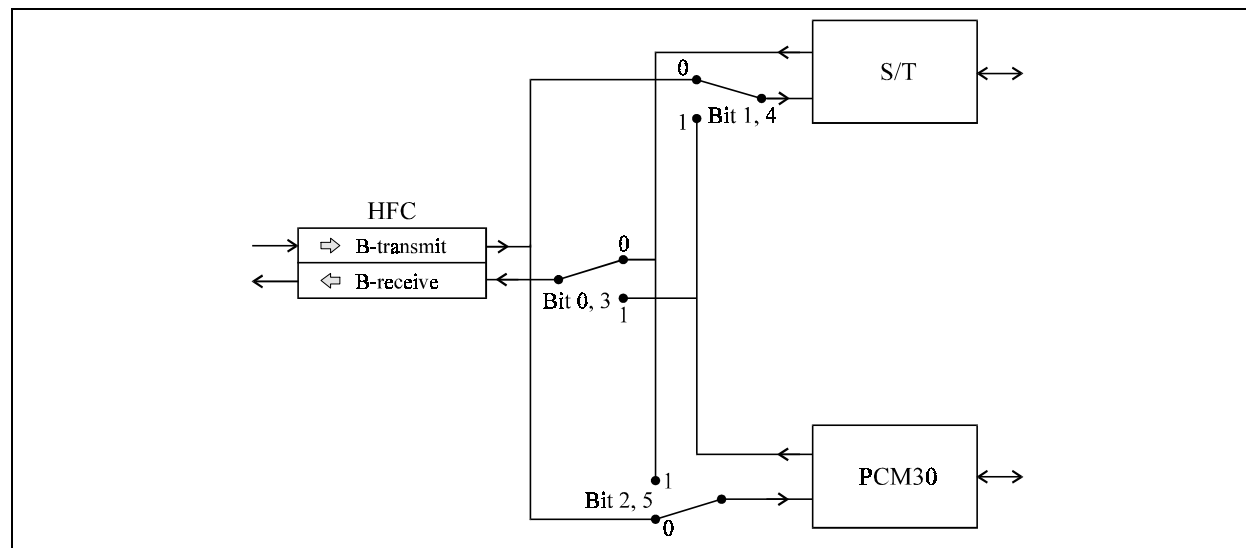 S/T
0
Bit 1, 4
1
HFC
B-transmit
B-receive
0
Bit 0, 3
1
1
Bit 2, 5
0
PCM30